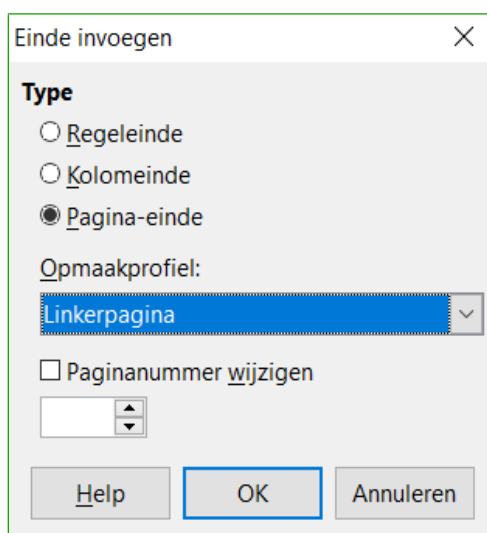 Einde invoegen
Type
Regeleinde
Kolomeinde
Pagina-einde
Opmaakprofiel:
Linkerpagina
Paginanummer wijzigen
Help OK Annuleren